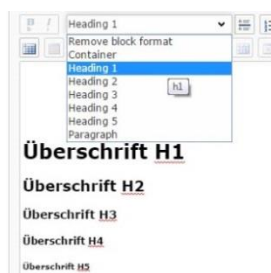 B I Heading 1
Remove block format
Container
Heading 1
Heading 2
h1
Heading 3
Heading 4
Heading 5
Paragraph
Überschrift H1
Überschrift H2
Überschrift H3
Überschrift H4
Überschrift H5